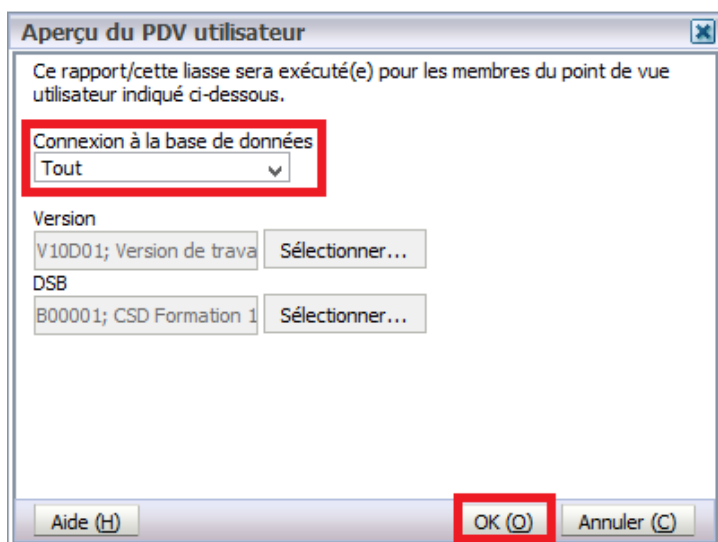 Aperçu du PDV utilisateur
Ce rapport/cette liasse sera exécuté(e) pour les membres du point de vue
utilisateur indiqué ci-dessous.
Connexion à la base de données
Tout
Version
V10D01; Version de trava
Sélectionner...
DSB
B00001; CSD Formation 1
Sélectionner...
Aide (H)
OK (O)
Annuler (C)